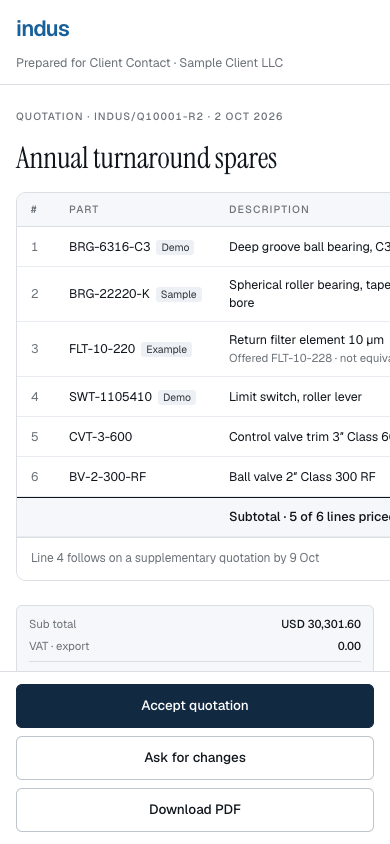 indus
Prepared for Client Contact · Sample Client LLC
QUOTATION · INDUS/Q10001-R2 · 2 OCT 2026
Annual turnaround spares
# PART DESCRIPTION
1 BRG-6316-C3 Demo Deep groove ball bearing, C3
2 BRG-22220-K Sample Spherical roller bearing, tape
bore
3 FLT-10-220 Example Return filter element 10 µm
Offered FLT-10-228 · not equiva
4 SWT-1105410 Demo Limit switch, roller lever
5 CVT-3-600 Control valve trim 3″ Class 6
6 BV-2-300-RF Ball valve 2″ Class 300 RF
Subtotal · 5 of 6 lines price
Line 4 follows on a supplementary quotation by 9 Oct
Sub total USD 30,301.60
VAT · export 0.00
Accept quotation
Ask for changes
Download PDF